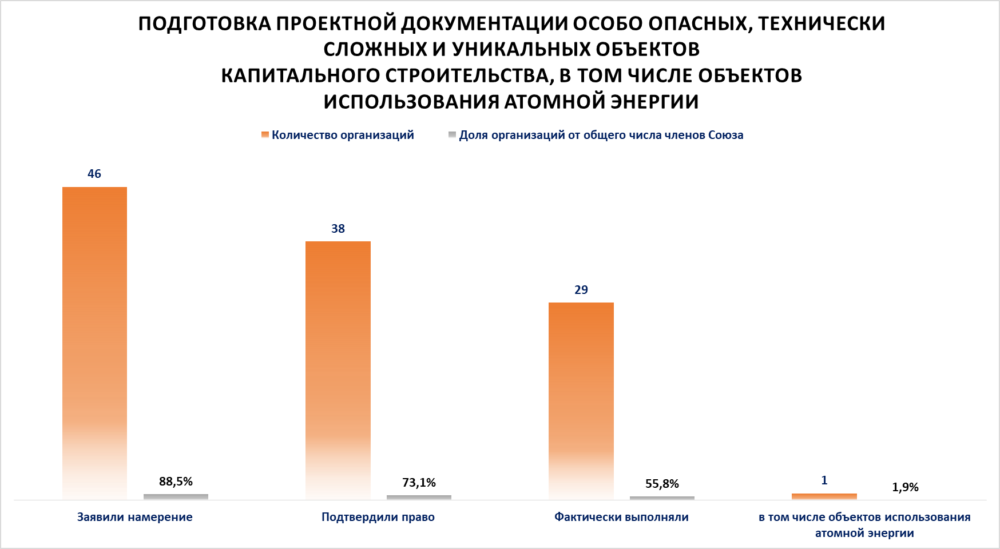 ПОДГОТОВКА ПРОЕКТНОЙ ДОКУМЕНТАЦИИ ОСОБО ОПАСНЫХ, ТЕХНИЧЕСКИ
СЛОЖНЫХ И УНИКАЛЬНЫХ ОБЪЕКТОВ
КАПИТАЛЬНОГО СТРОИТЕЛЬСТВА, В ТОМ ЧИСЛЕ ОБЪЕКТОВ
ИСПОЛЬЗОВАНИЯ АТОМНОЙ ЭНЕРГИИ
Количество организаций
Доля организаций от общего числа членов Союза
46
88,5%
38
73,1%
29
55,8%
1
1,9%
Заявили намерение
Подтвердили право
Фактически выполняли
в том числе объектов использования
атомной энергии